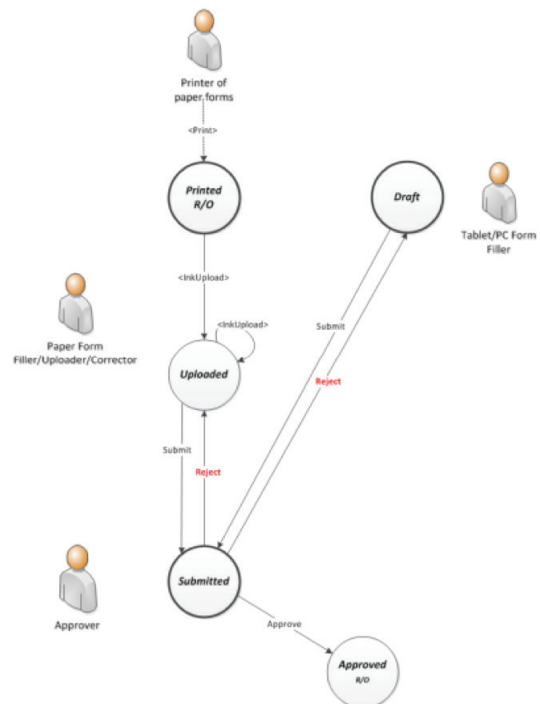 Printer of
paper forms
<Print>
Printed
R/O
Draft
Tablet/PC Form
Filler
<InkUpload>
<InkUpload>
Paper Form
Filler/Uploader/Corrector
Uploaded
Submit
Submit
Reject
Reject
Submitted
Approver
Approve
Approved
R/O